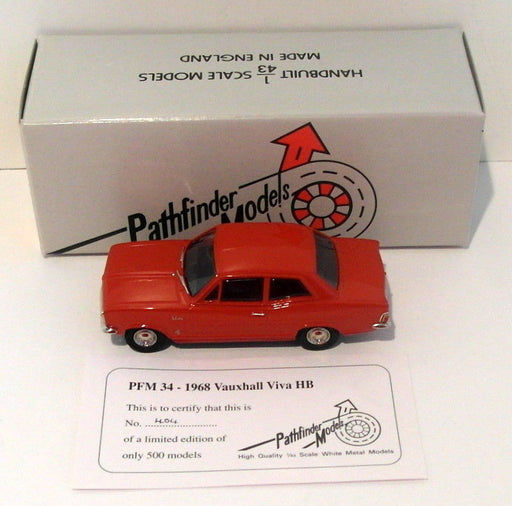 HANDBUILT 1/43 SCALE MODELS
MADE IN ENGLAND
Pathfinder
Models
PFM 34 - 1968 Vauxhall Viva HB
This is to certify that this is
No. ........................
of a limited edition of
only 500 models
Pathfinder
Models
High Quality 1/43 Scale White Metal Models